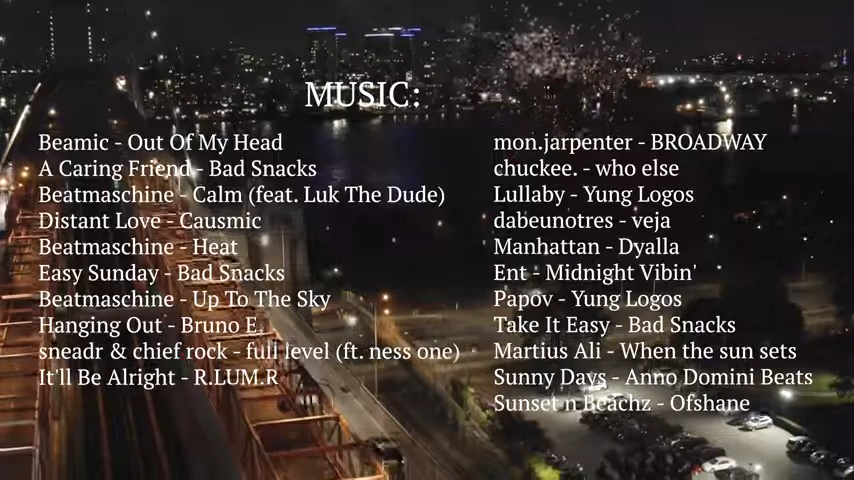 MUSIC:
Beamic - Out Of My Head
A Caring Friend - Bad Snacks
Beatmaschine - Calm (feat. Luk The Dude)
Distant Love - Causmic
Beatmaschine - Heat
Easy Sunday - Bad Snacks
Beatmaschine - Up To The Sky
Hanging Out - Bruno E.
sneadr & chief rock - full level (ft. ness one)
It'll Be Alright - R.LUM.R
mon.jarpenter - BROADWAY
chuckee. - who else
Lullaby - Yung Logos
dabeunotres - veja
Manhattan - Dyalla
Ent - Midnight Vibin'
Papov - Yung Logos
Take It Easy - Bad Snacks
Martius Ali - When the sun sets
Sunny Days - Anno Domini Beats
Sunset n Beachz - Ofshane